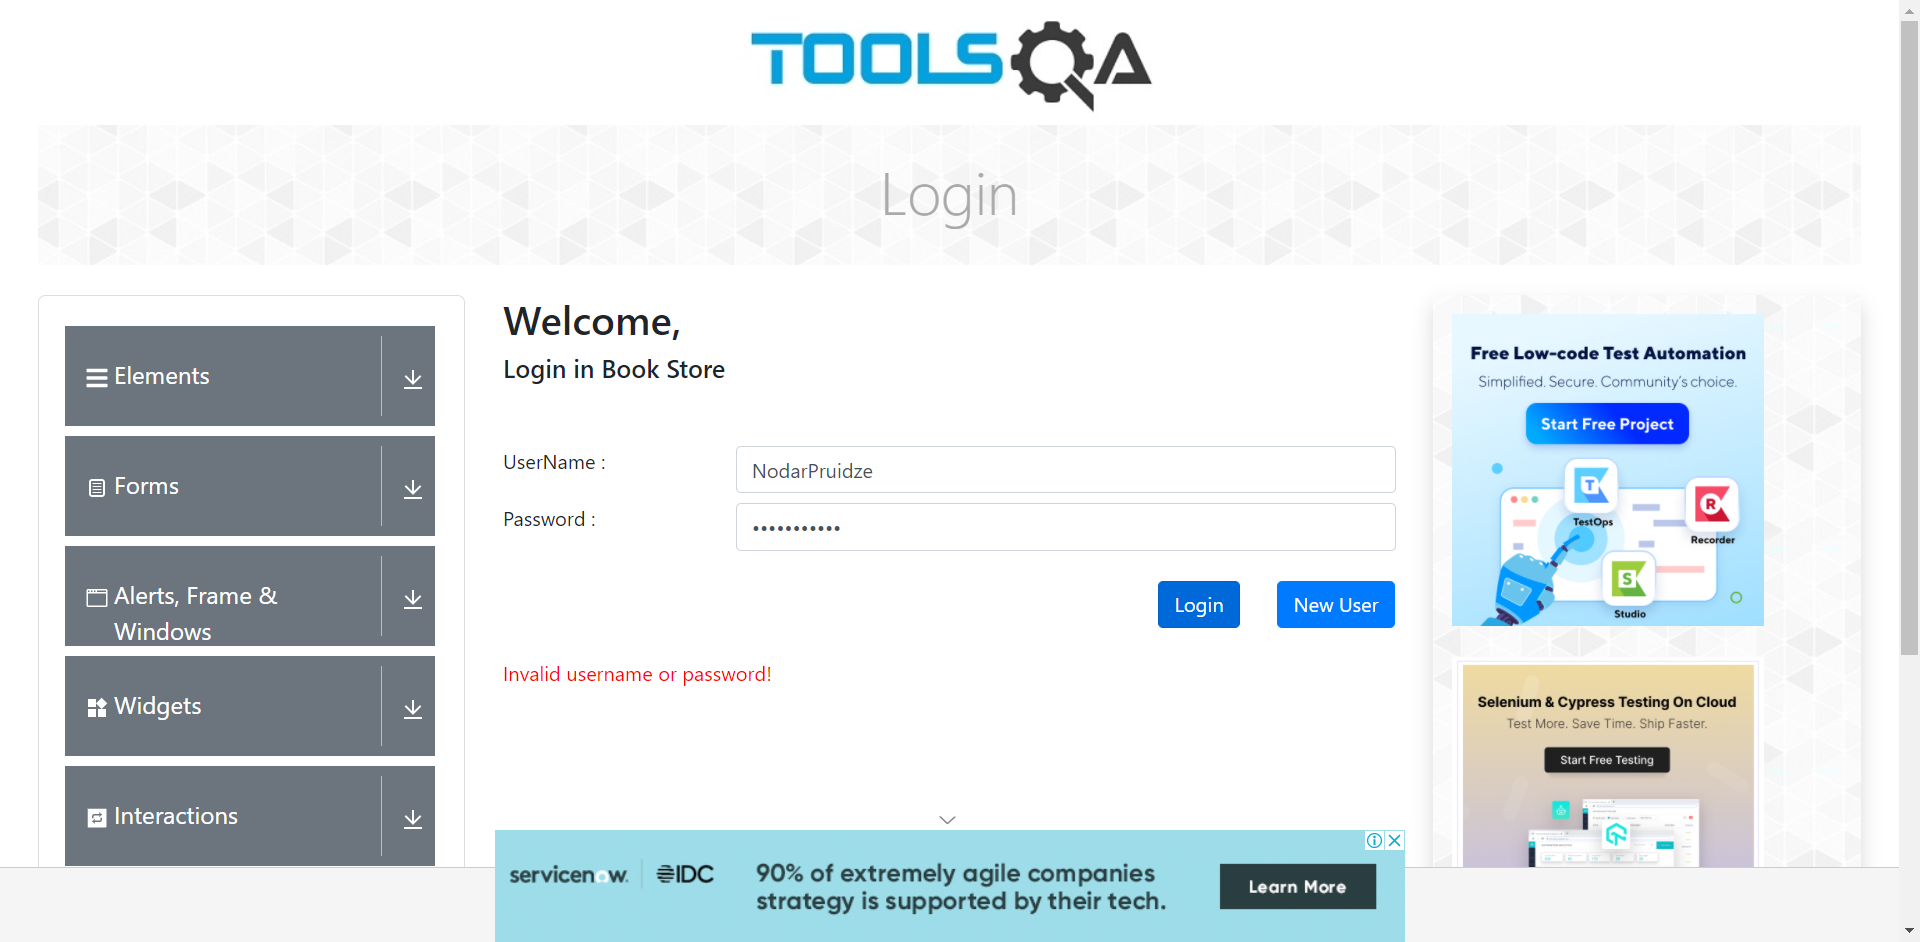 TOOLSQA
Login
Elements
Forms
Alerts, Frame &
Windows
Widgets
Interactions
Welcome,
Login in Book Store
UserName :
NodarPruidze
Password :
•••••••••••
Login
New User
Invalid username or password!
Free Low-code Test Automation
Simplified. Secure. Community's choice.
Start Free Project
TestOps
Recorder
Studio
Selenium & Cypress Testing On Cloud
Test More. Save Time. Ship Faster.
Start Free Testing
servicenow.
IDC
90% of extremely agile companies
strategy is supported by their tech.
Learn More